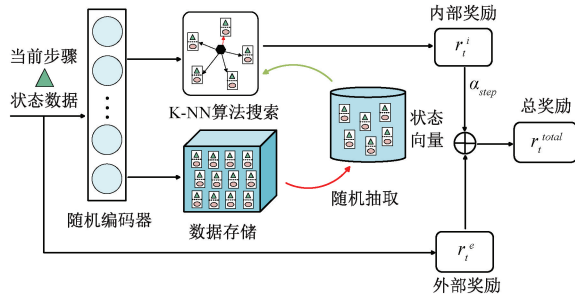 当前步骤
状态数据
随机编码器
K-NN算法搜索
数据存储
随机抽取
状态
向量
内部奖励
r_t^i
α_step
总奖励
r_t^total
r_t^e
外部奖励